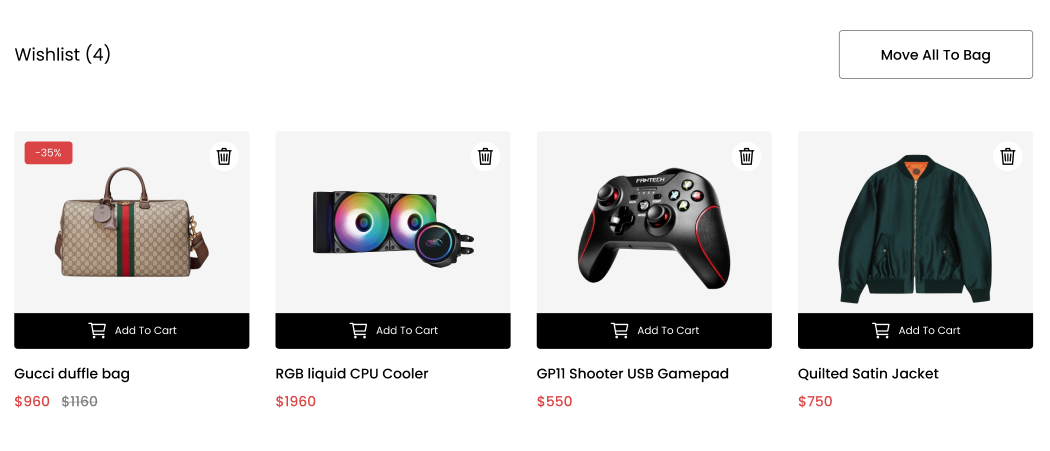 Wishlist (4)
Move All To Bag
-35%
FANTECH
Add To Cart
Add To Cart
Add To Cart
Add To Cart
Gucci duffle bag
RGB liquid CPU Cooler
GP11 Shooter USB Gamepad
Quilted Satin Jacket
$960 $1160
$1960
$550
$750